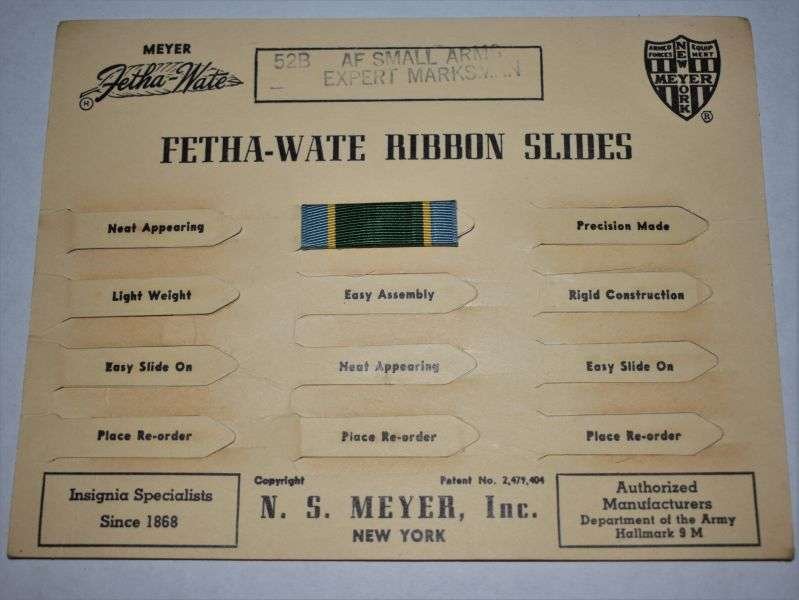 MEYER
Fetha-Wate
®
52B AF SMALL ARMS
EXPERT MARKSMAN
ARMED FORCES EQUIPMENT
NEW YORK
MEYER
®
FETHA-WATE RIBBON SLIDES
Neat Appearing
Precision Made
Light Weight
Easy Assembly
Rigid Construction
Easy Slide On
Neat Appearing
Easy Slide On
Place Re-order
Place Re-order
Place Re-order
Insignia Specialists
Since 1868
Copyright
Patent No. 2,471,404
N. S. MEYER, Inc.
NEW YORK
Authorized
Manufacturers
Department of the Army
Hallmark 9 M